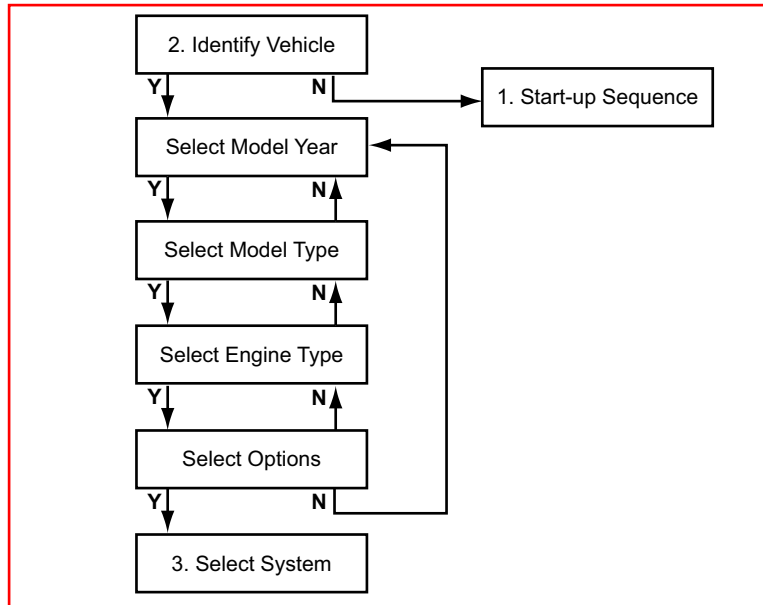 2. Identify Vehicle
Y
N
1. Start-up Sequence
Select Model Year
Y
N
Select Model Type
Y
N
Select Engine Type
Y
N
Select Options
Y
N
3. Select System